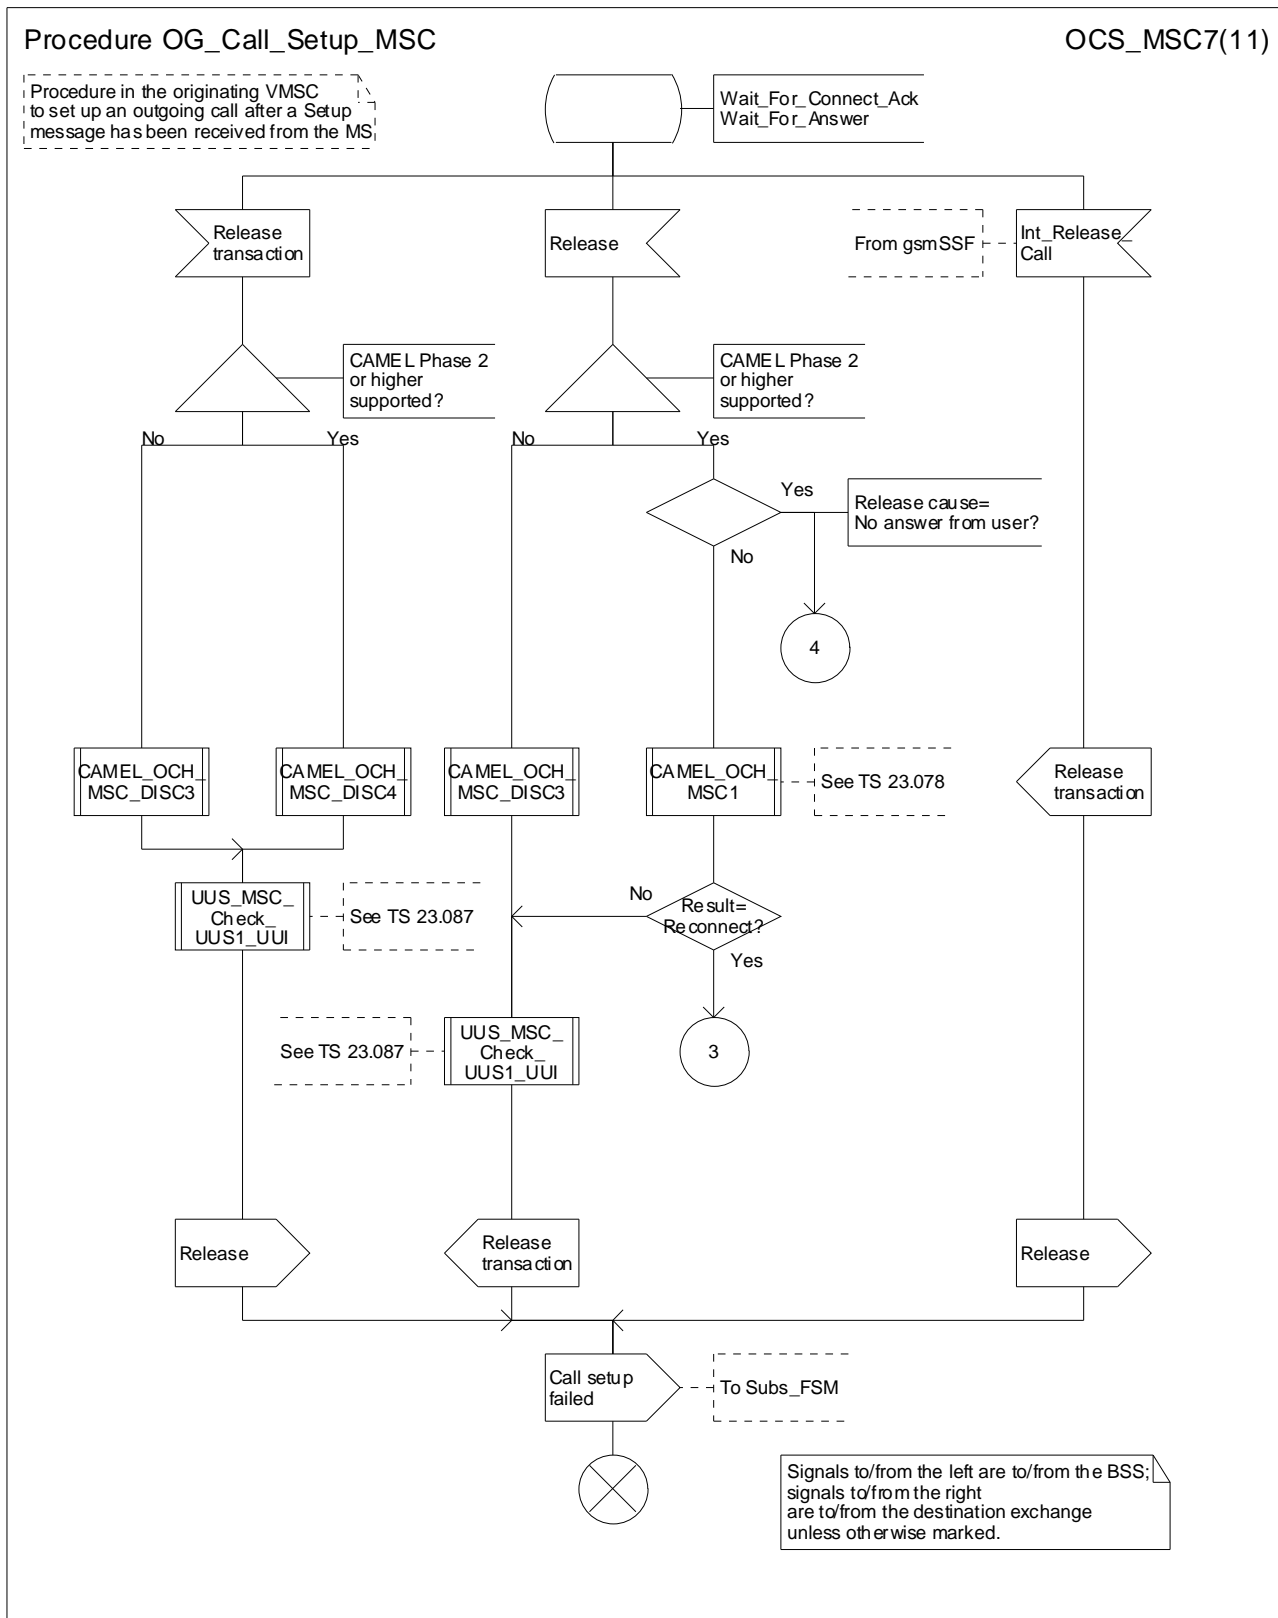 Procedure OG_Call_Setup_MSC
OCS_MSC7(11)
Procedure in the originating VMSC
to set up an outgoing call after a Setup
message has been received from the MS
Wait_For_Connect_Ack
Wait_For_Answer
Release
transaction
Release
From gsmSSF
Int_Release_
Call
CAMEL Phase 2
or higher
supported?
CAMEL Phase 2
or higher
supported?
No
Yes
No
Yes
Yes
Release cause=
No answer from user?
No
4
CAMEL_OCH_
MSC_DISC3
CAMEL_OCH_
MSC_DISC4
CAMEL_OCH_
MSC_DISC3
CAMEL_OCH_
MSC1
See TS 23.078
Release
transaction
UUS_MSC_
Check_
UUS1_UUI
See TS 23.087
No
Result=
Reconnect?
Yes
See TS 23.087
UUS_MSC_
Check_
UUS1_UUI
3
Release
Release
transaction
Release
Call setup
failed
To Subs_FSM
Signals to/from the left are to/from the BSS;
signals to/from the right
are to/from the destination exchange
unless otherwise marked.